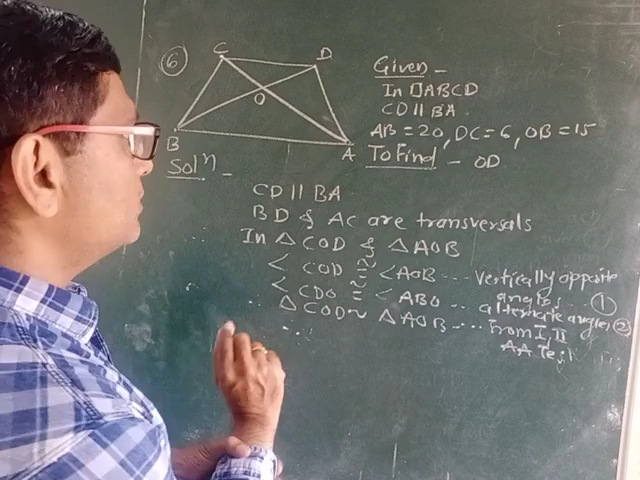 6
C
D
O
B
A
Given -
In □ABCD
CD || BA
AB = 20, DC = 6, OB = 15
To Find - OD
Solⁿ -
CD || BA
BD & AC are transversals
In △ COD & △ AOB
< COD ≅ < AOB --- vertically opposite angles - ①
< CDO ≅ < ABO -- alternate angles ②
∴ △ COD ~ △ AOB --- From I, II
AA Test